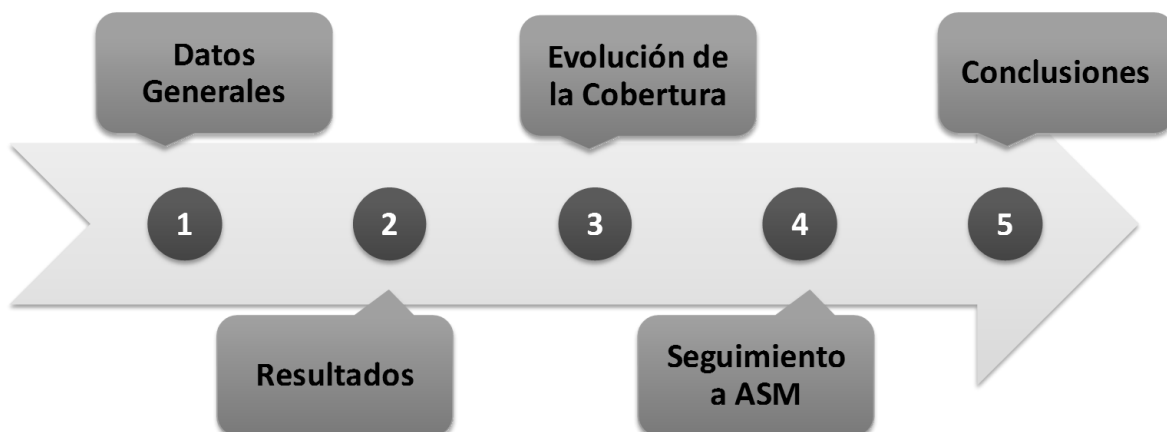 Datos
Generales
Evolución de
la Cobertura
Conclusiones
1
2
3
4
5
Resultados
Seguimiento
a ASM